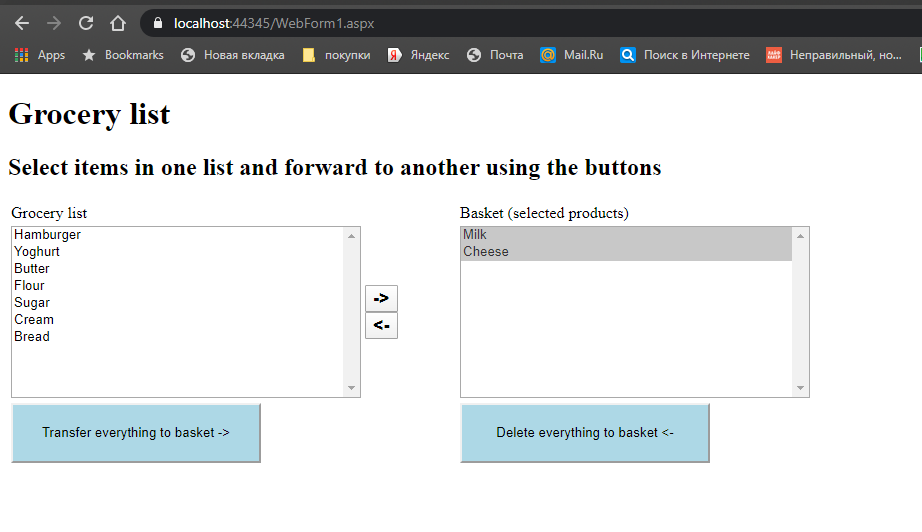 localhost:44345/WebForm1.aspx
Apps Bookmarks Новая вкладка покупки Яндекс Почта @ Mail.Ru Поиск в Интернете Неправильный, но...
Grocery list
Select items in one list and forward to another using the buttons
Grocery list
Hamburger
Yoghurt
Butter
Flour
Sugar
Cream
Bread
->
<-
Basket (selected products)
Milk
Cheese
Transfer everything to basket ->
Delete everything to basket <-